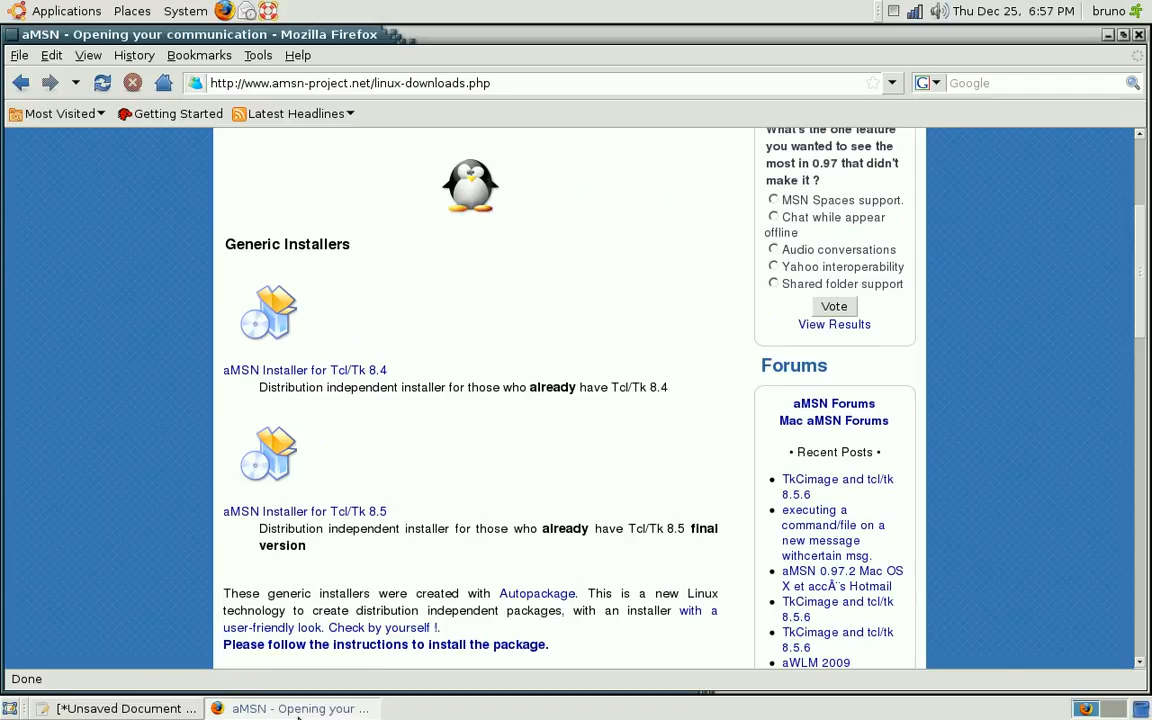 Applications Places System Thu Dec 25, 6:57 PM bruno
aMSN - Opening your communication - Mozilla Firefox
File Edit View History Bookmarks Tools Help
http://www.amsn-project.net/linux-downloads.php G Google
Most Visited Getting Started Latest Headlines
Generic Installers
aMSN Installer for Tcl/Tk 8.4
Distribution independent installer for those who already have Tcl/Tk 8.4
aMSN Installer for Tcl/Tk 8.5
Distribution independent installer for those who already have Tcl/Tk 8.5 final
version
These generic installers were created with Autopackage. This is a new Linux
technology to create distribution independent packages, with an installer with a
user-friendly look. Check by yourself !.
Please follow the instructions to install the package.
What's the one feature
you wanted to see the
most in 0.97 that didn't
make it ?
MSN Spaces support.
Chat while appear
offline
Audio conversations
Yahoo interoperability
Shared folder support
Vote
View Results
Forums
aMSN Forums
Mac aMSN Forums
• Recent Posts •
TkCimage and tcl/tk
8.5.6
executing a
command/file on a
new message
withcertain msg.
aMSN 0.97.2 Mac OS
X et accÃ¨s Hotmail
TkCimage and tcl/tk
8.5.6
TkCimage and tcl/tk
8.5.6
aWLM 2009
Done
[*Unsaved Document ... aMSN - Opening your ...